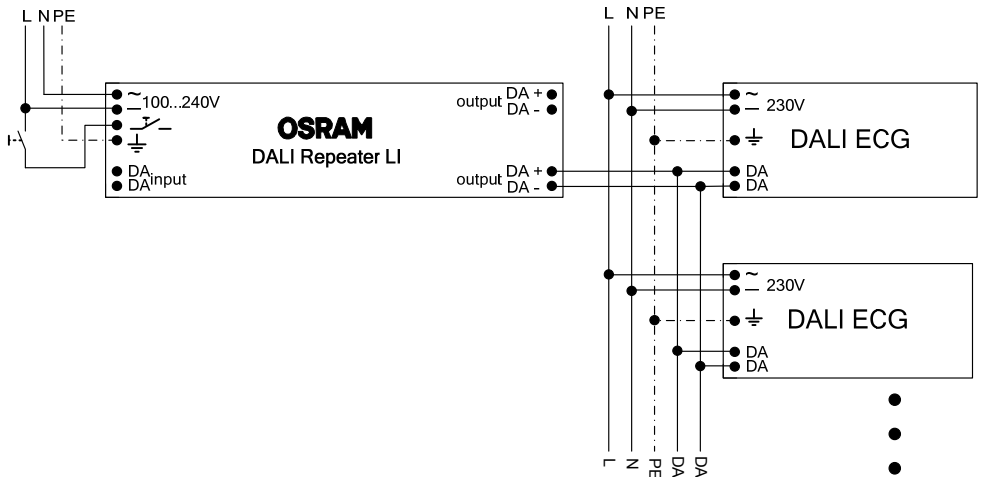 L N PE
L N PE
~
100...240V
OSRAM
DALI Repeater LI
DA
DA
input
output
DA +
DA -
output
DA +
DA -
~
230V
DALI ECG
DA
DA
~
230V
DALI ECG
DA
DA
L
N
PE
DA
DA